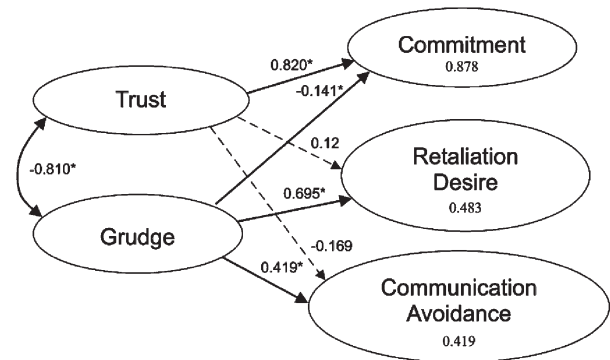 Commitment
0.878
0.820*
-0.141*
Trust
0.12
Retaliation
Desire
0.483
-0.810*
0.695*
Grudge
-0.169
0.419*
Communication
Avoidance
0.419